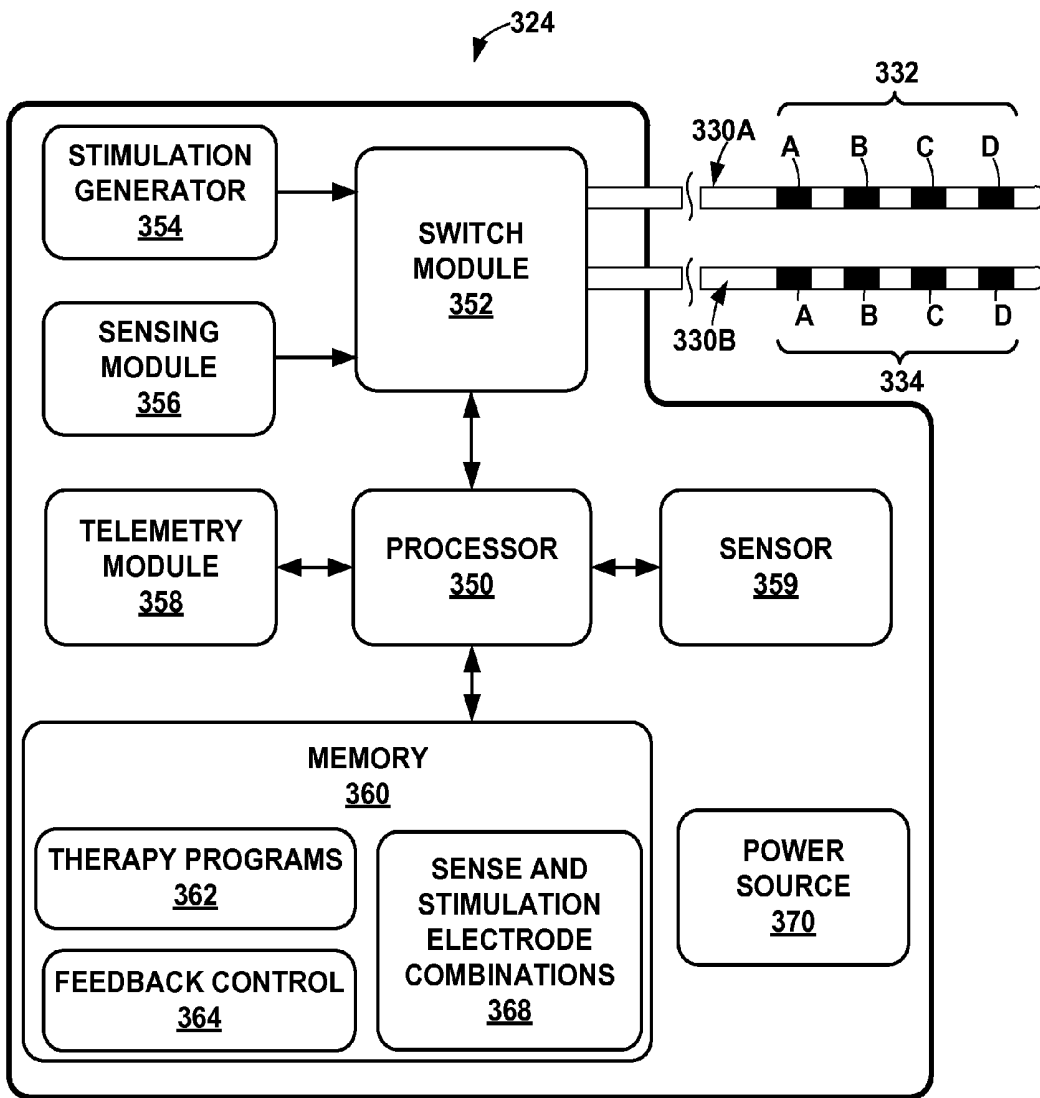 324
332
330A
A B C D
STIMULATION
GENERATOR
354
SWITCH
MODULE
352
SENSING
MODULE
356
A B C D
330B
334
TELEMETRY
MODULE
358
PROCESSOR
350
SENSOR
359
MEMORY
360
THERAPY PROGRAMS
362
FEEDBACK CONTROL
364
SENSE AND
STIMULATION
ELECTRODE
COMBINATIONS
368
POWER
SOURCE
370